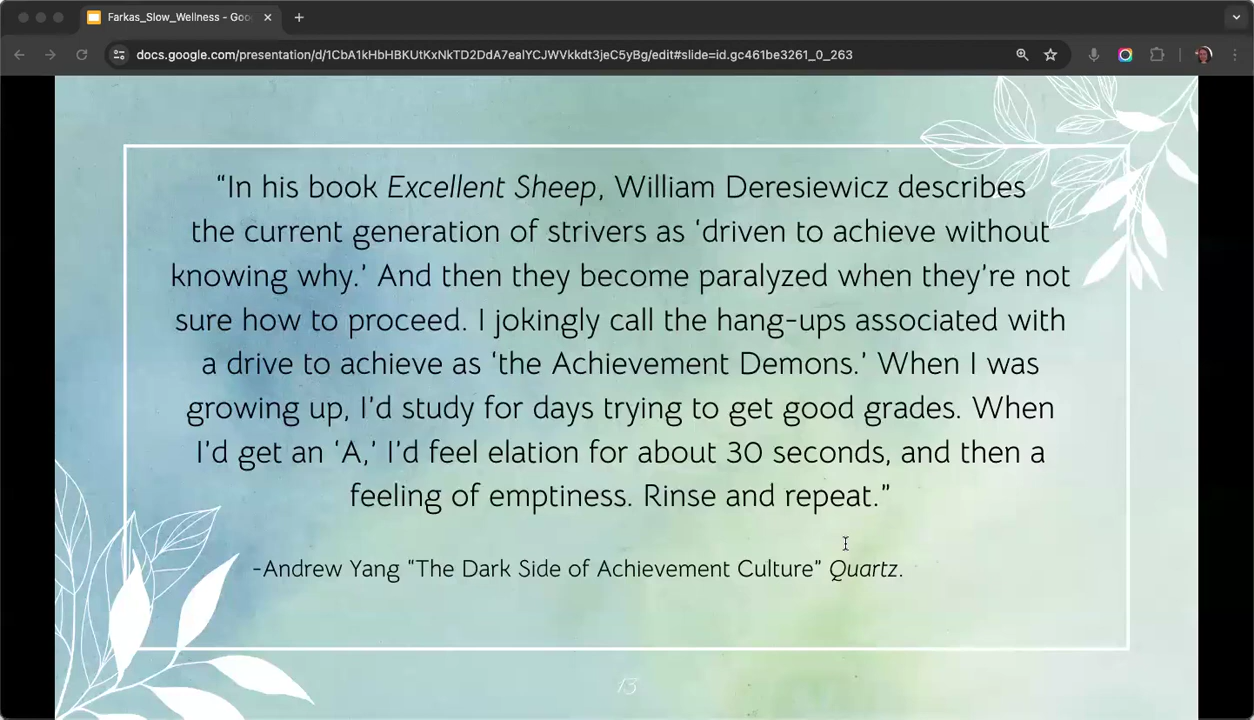 Farkas_Slow_Wellness - Goo
docs.google.com/presentation/d/1CbA1kHbHBKUtKxNkTD2DdA7ealYCJWVkkdt3jeC5yBg/edit#slide=id.gc461be3261_0_263
“In his book Excellent Sheep, William Deresiewicz describes
the current generation of strivers as ‘driven to achieve without
knowing why.’ And then they become paralyzed when they’re not
sure how to proceed. I jokingly call the hang-ups associated with
a drive to achieve as ‘the Achievement Demons.’ When I was
growing up, I’d study for days trying to get good grades. When
I’d get an ‘A,’ I’d feel elation for about 30 seconds, and then a
feeling of emptiness. Rinse and repeat.”
-Andrew Yang “The Dark Side of Achievement Culture” Quartz.
13